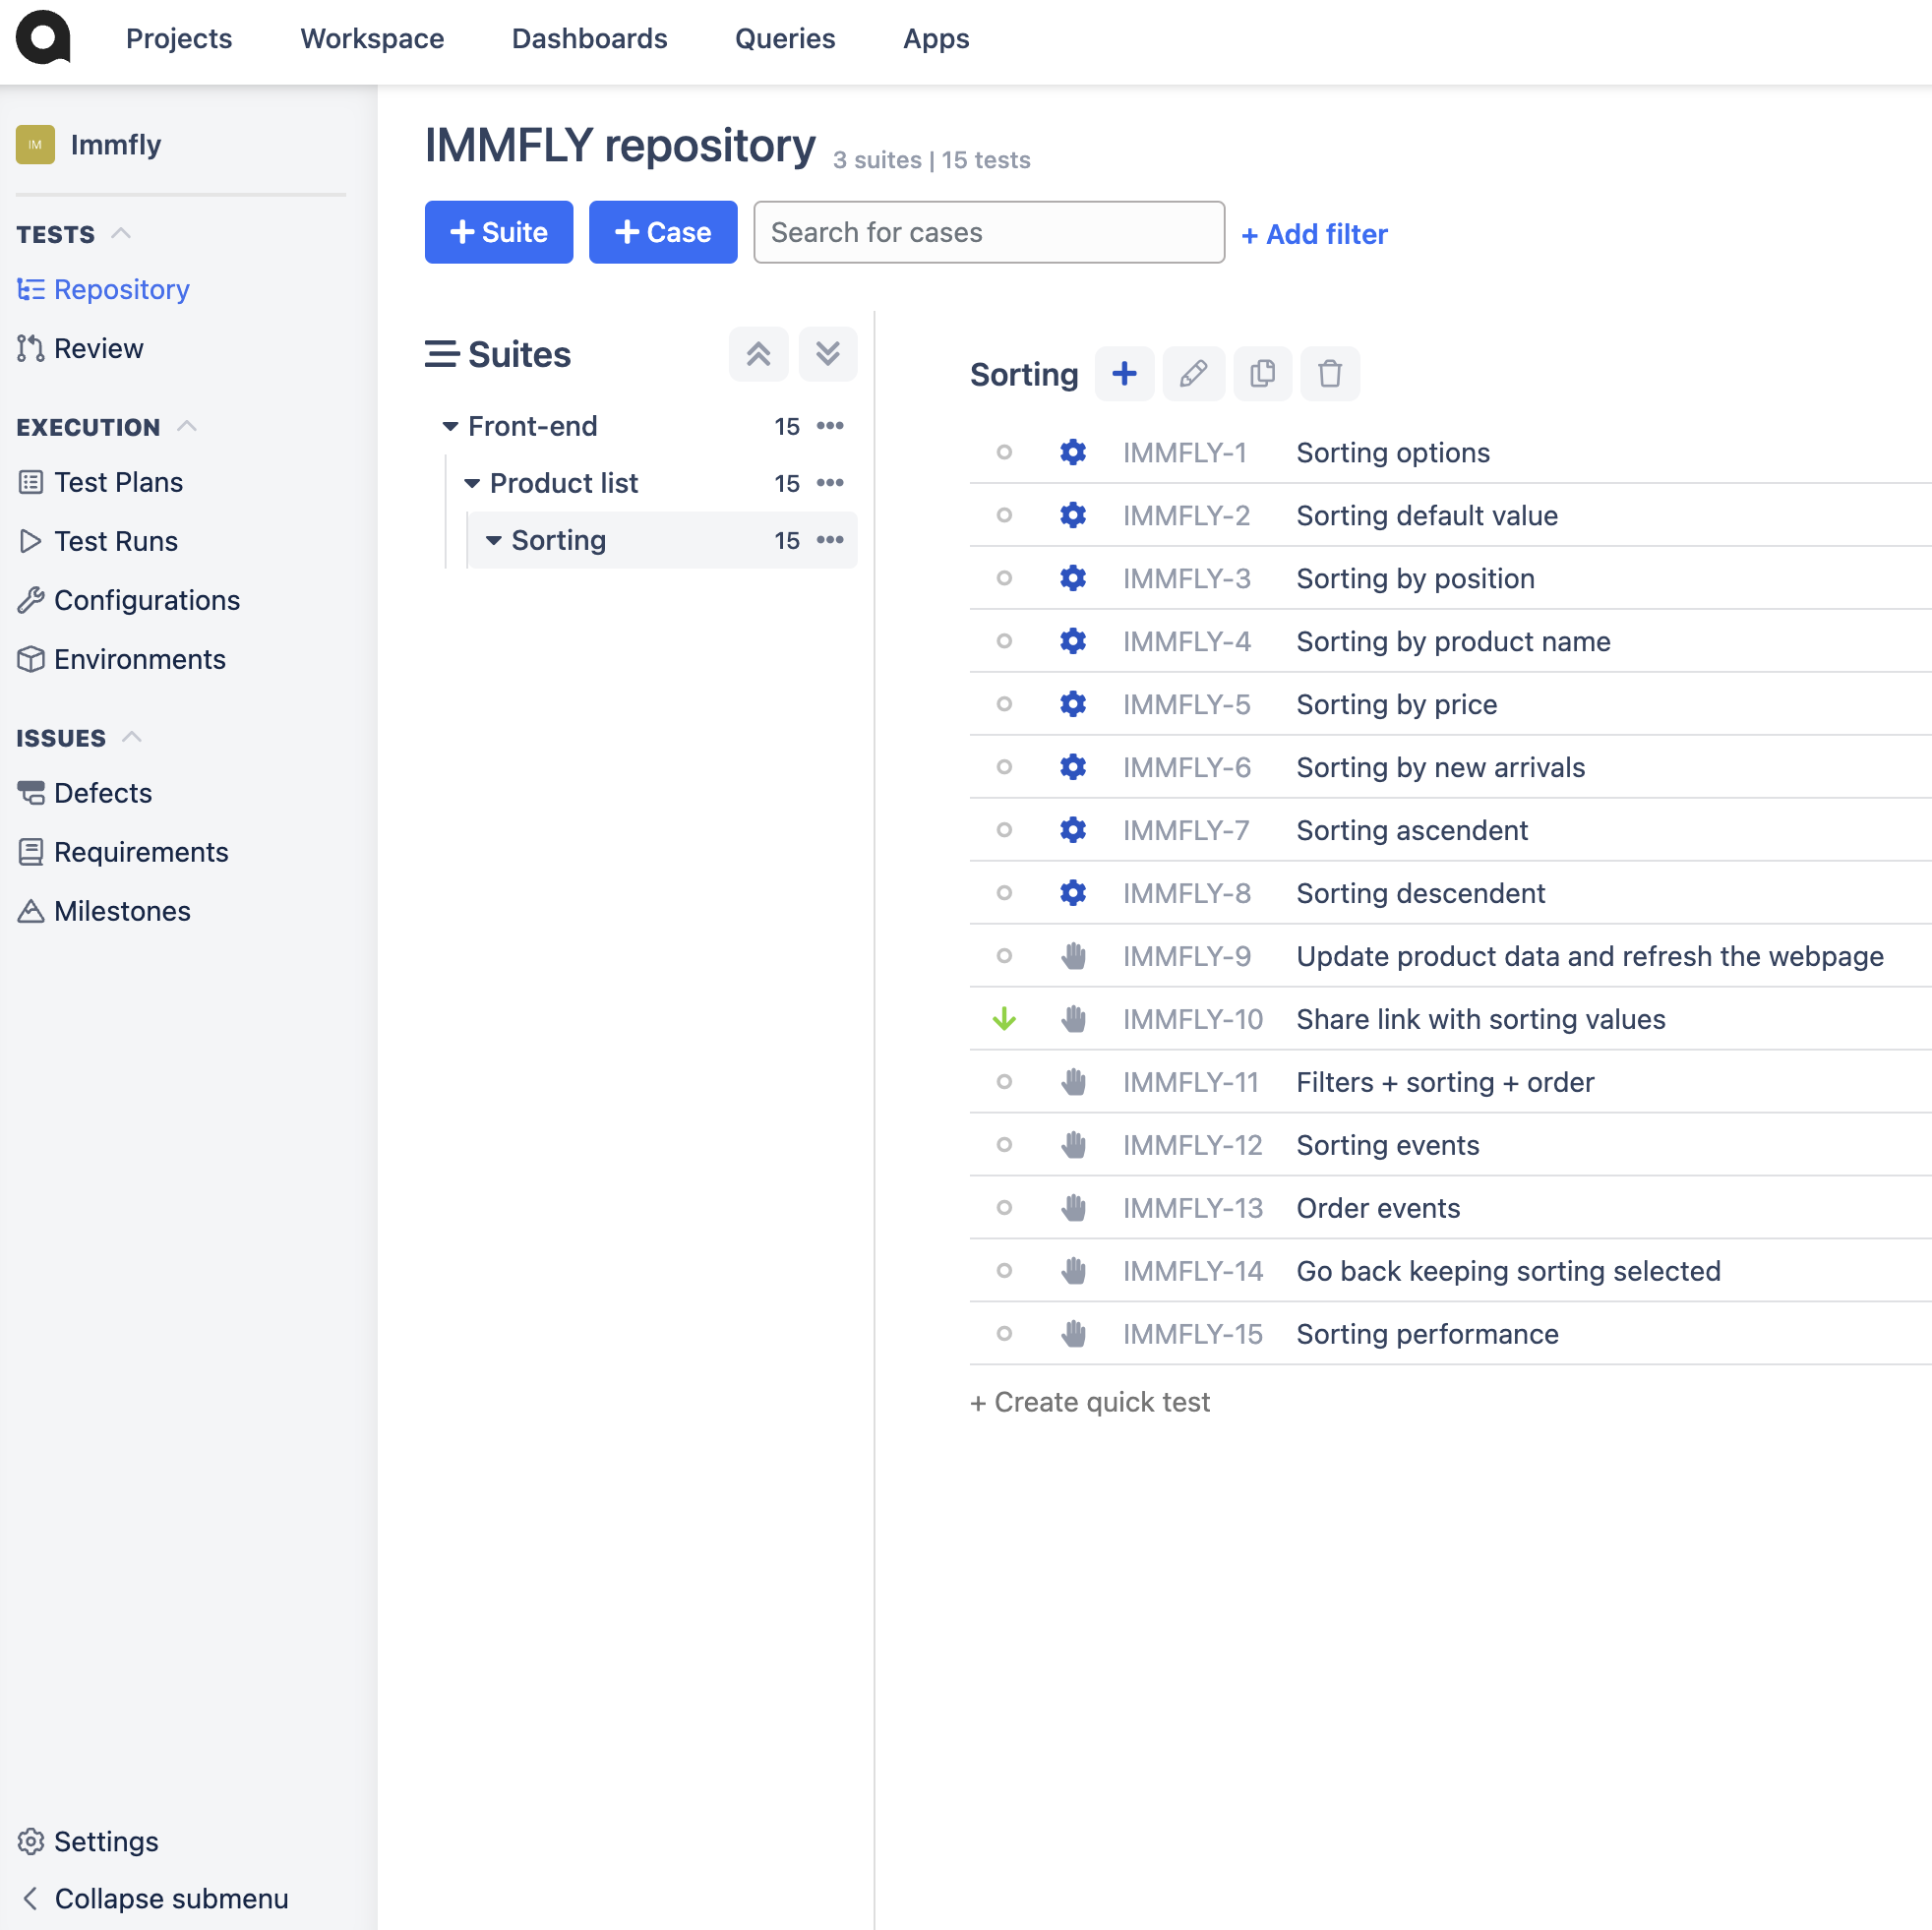 Projects Workspace Dashboards Queries Apps
IM Immfly
TESTS
Repository
Review
EXECUTION
Test Plans
Test Runs
Configurations
Environments
ISSUES
Defects
Requirements
Milestones
Settings
Collapse submenu
IMMFLY repository 3 suites | 15 tests
+ Suite + Case Search for cases + Add filter
Suites
Front-end 15
Product list 15
Sorting 15
Sorting
IMMFLY-1 Sorting options
IMMFLY-2 Sorting default value
IMMFLY-3 Sorting by position
IMMFLY-4 Sorting by product name
IMMFLY-5 Sorting by price
IMMFLY-6 Sorting by new arrivals
IMMFLY-7 Sorting ascendent
IMMFLY-8 Sorting descendent
IMMFLY-9 Update product data and refresh the webpage
IMMFLY-10 Share link with sorting values
IMMFLY-11 Filters + sorting + order
IMMFLY-12 Sorting events
IMMFLY-13 Order events
IMMFLY-14 Go back keeping sorting selected
IMMFLY-15 Sorting performance
+ Create quick test